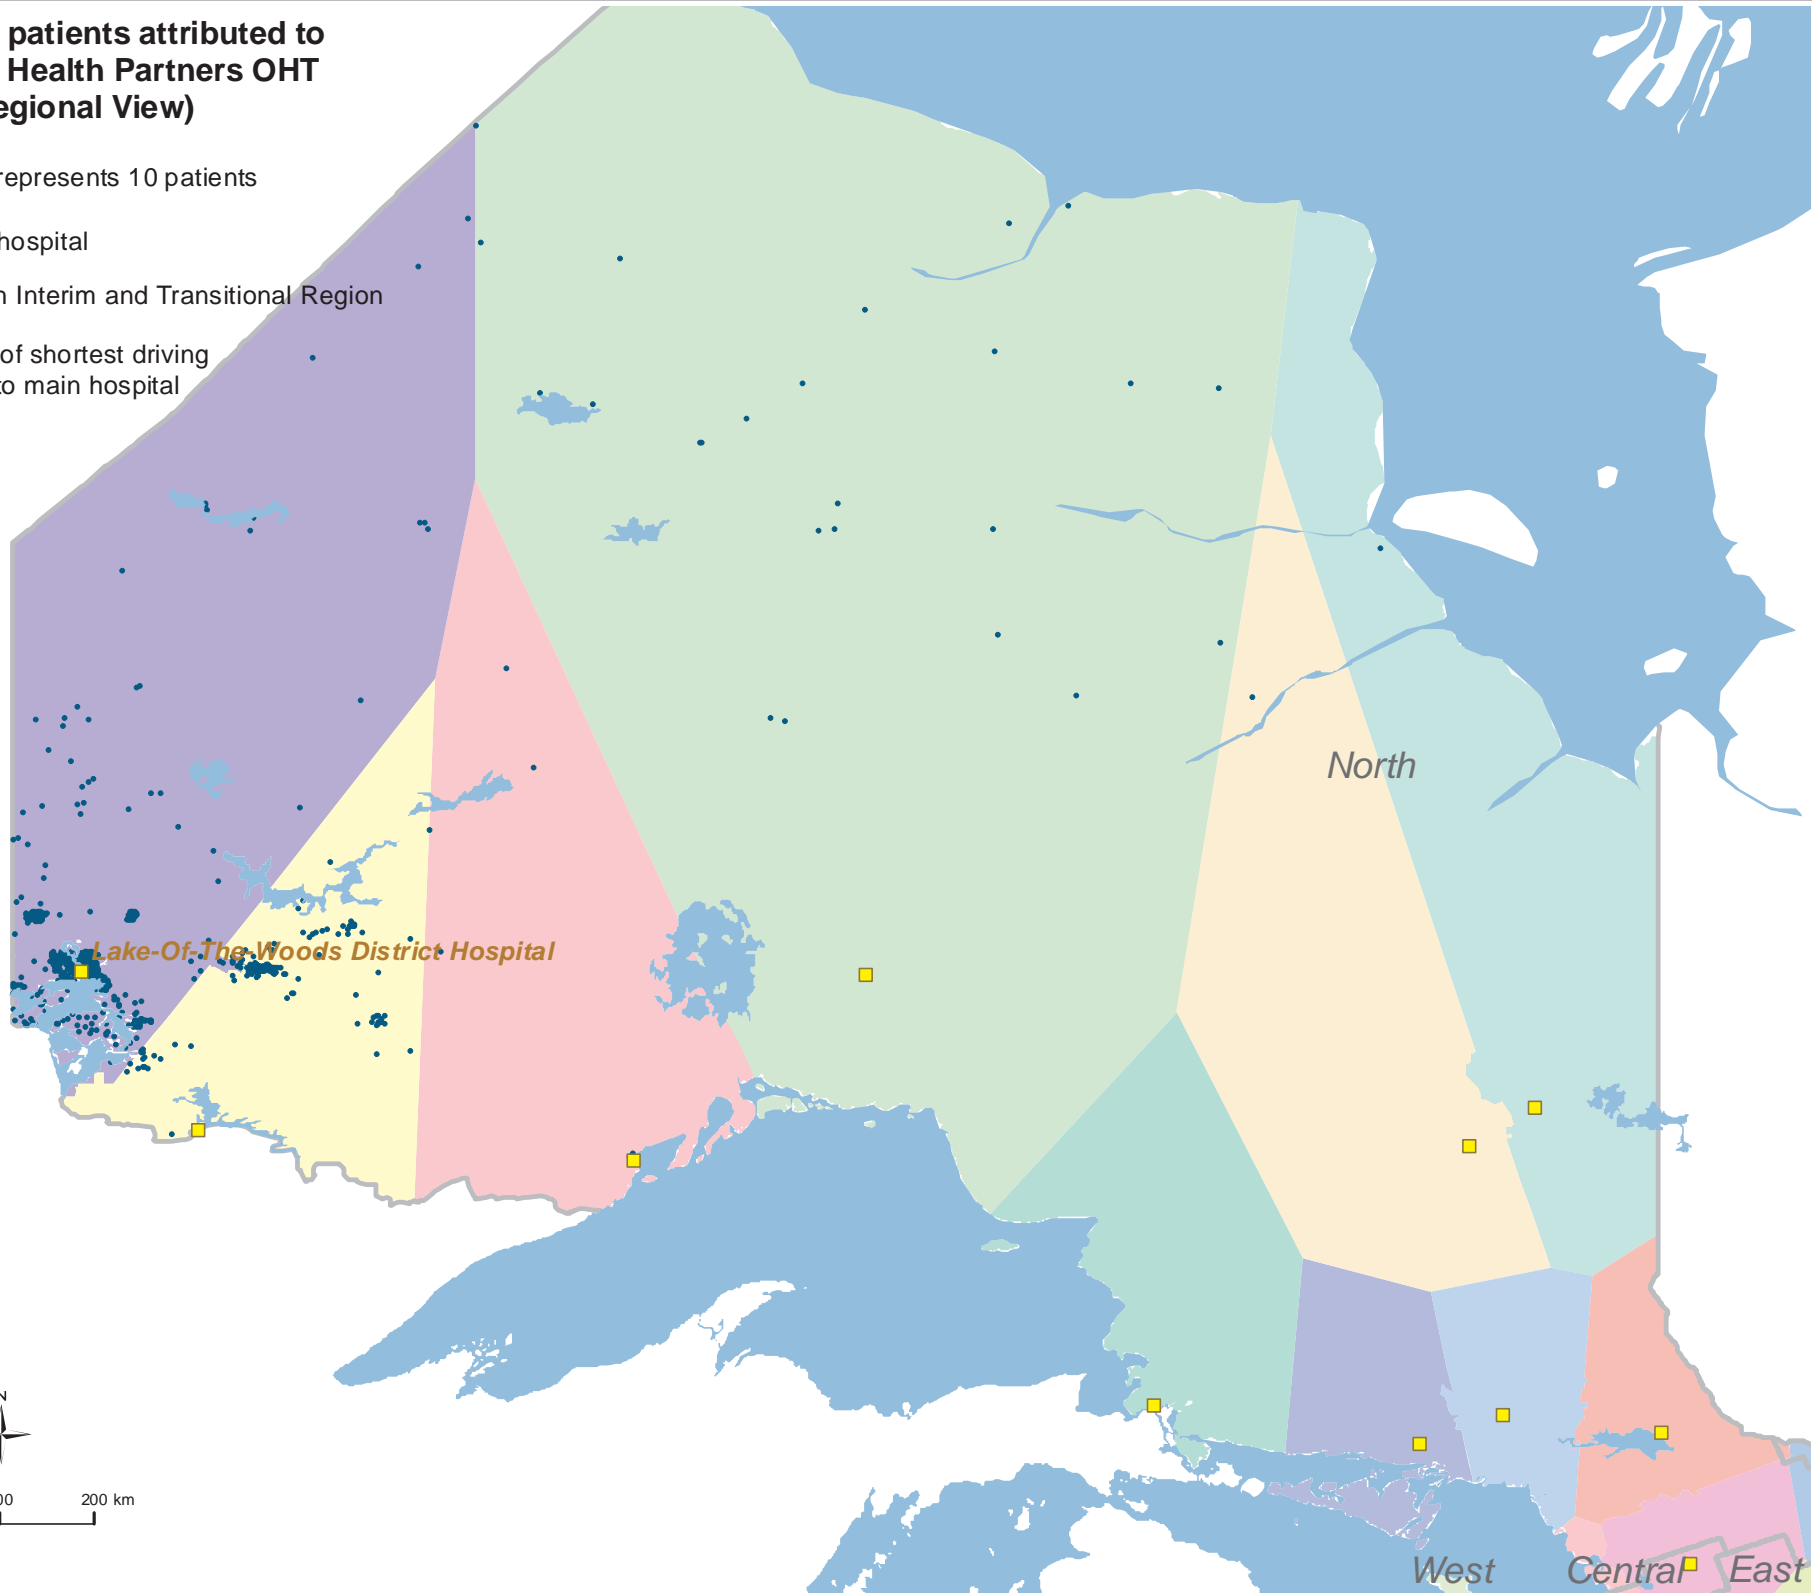 patients attributed to
Health Partners OHT
egional View)
represents 10 patients
hospital
n Interim and Transitional Region
of shortest driving
to main hospital
North
Lake-Of-The-Woods District Hospital
N
00 200 km
West Central East